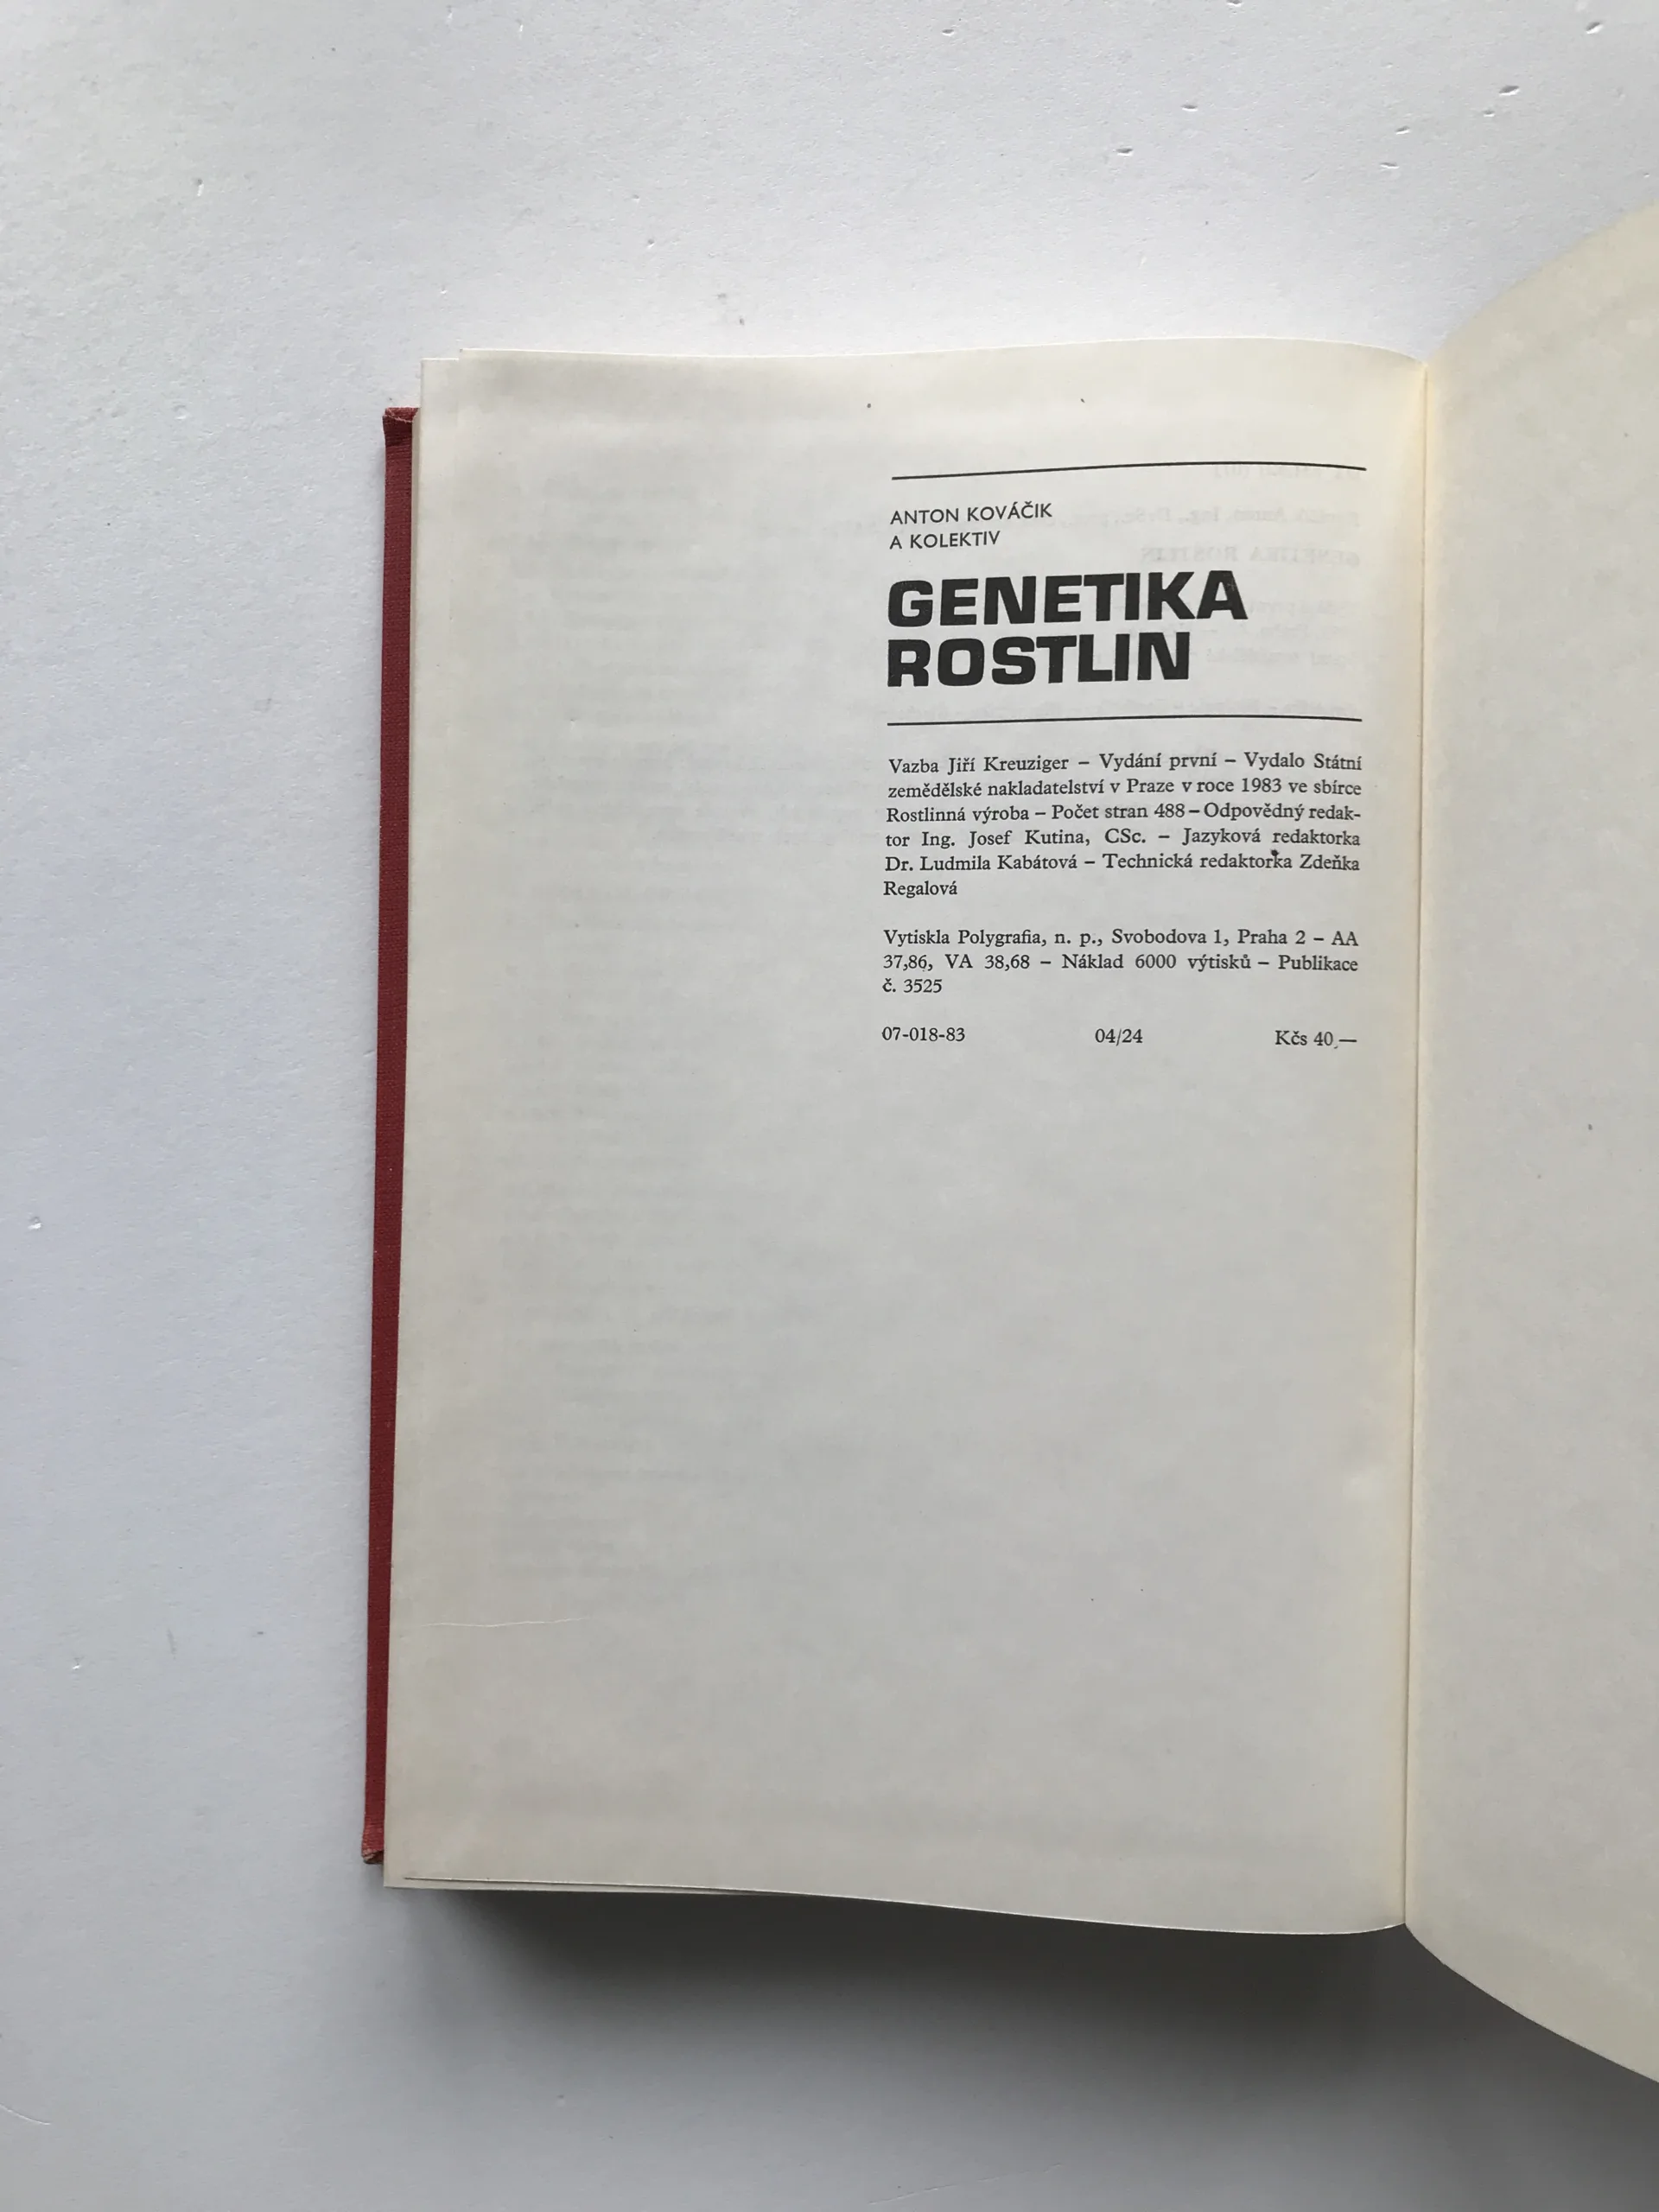 ANTON KOVÁČIK
A KOLEKTIV
GENETIKA
ROSTLIN
Vazba Jiří Kreuziger – Vydání první – Vydalo Státní
zemědělské nakladatelství v Praze v roce 1983 ve sbírce
Rostlinná výroba – Počet stran 488 – Odpovědný redak-
tor Ing. Josef Kutina, CSc. – Jazyková redaktorka
Dr. Ludmila Kabátová – Technická redaktorka Zdeňka
Regalová
Vytiskla Polygrafia, n. p., Svobodova 1, Praha 2 – AA
37,86, VA 38,68 – Náklad 6000 výtisků – Publikace
č. 3525
07-018-83 04/24 Kčs 40,—